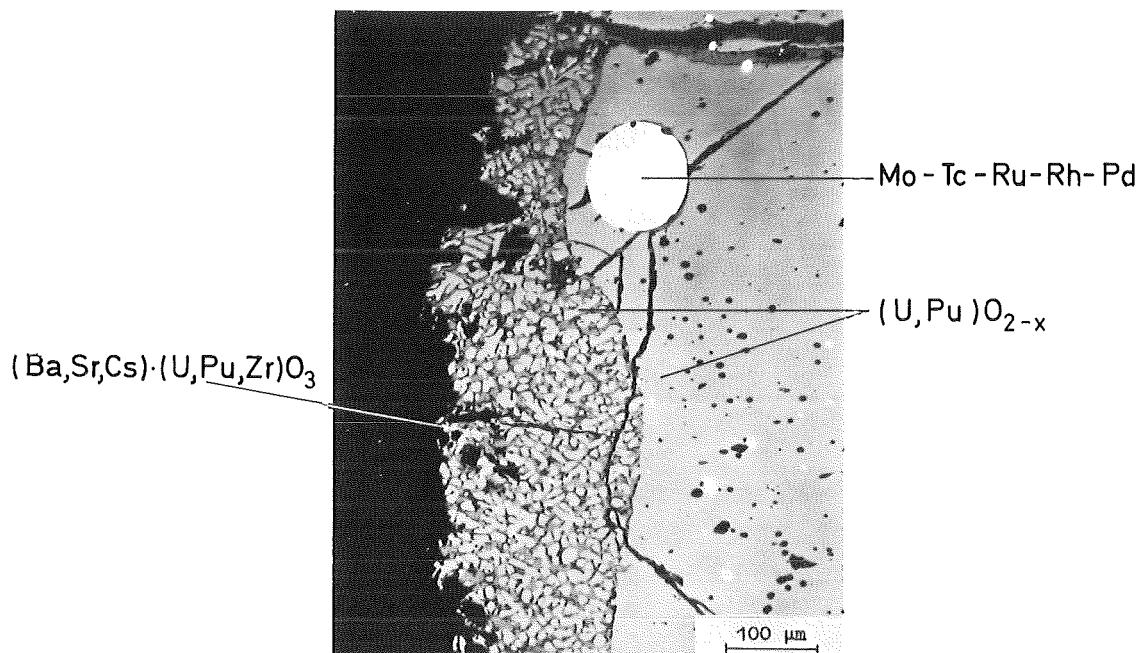 Mo-Tc-Ru-Rh-Pd
(U,Pu)O₂₋ₓ
(Ba,Sr,Cs)·(U,Pu,Zr)O₃
100 µm